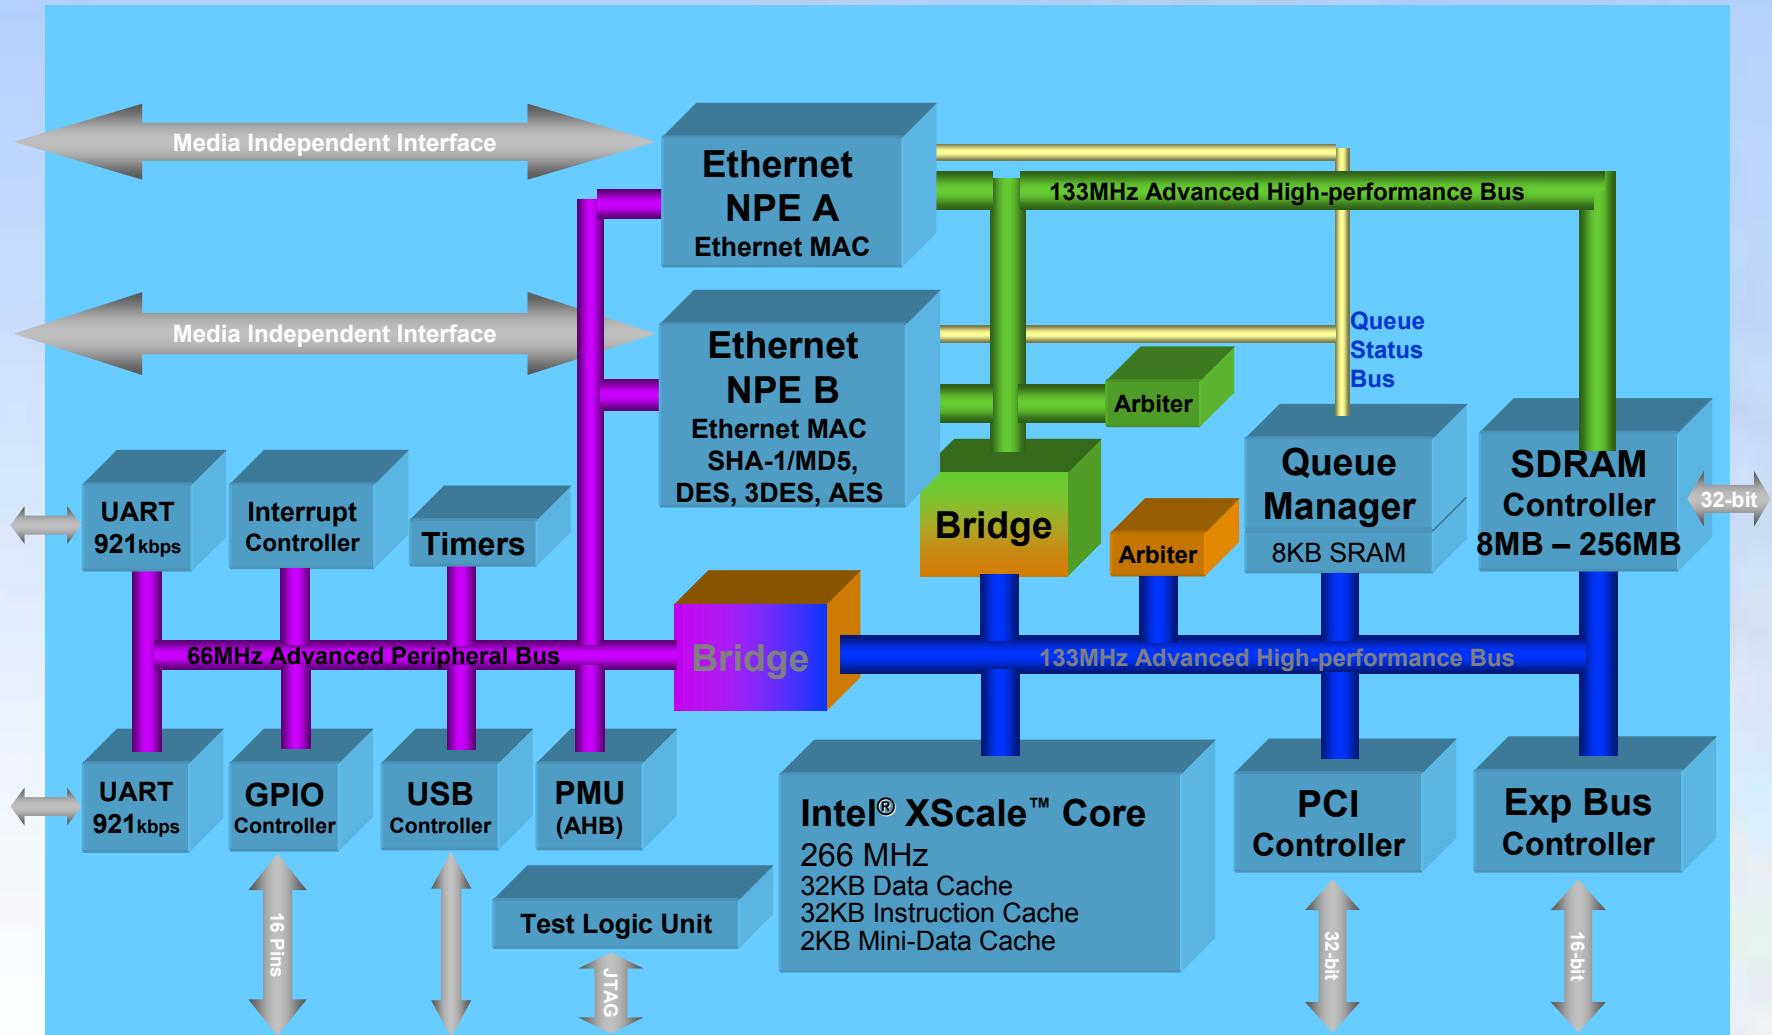 Media Independent Interface
Ethernet
NPE A
Ethernet MAC
133MHz Advanced High-performance Bus
Media Independent Interface
Ethernet
NPE B
Ethernet MAC
SHA-1/MD5,
DES, 3DES, AES
Queue
Status
Bus
Arbiter
UART
921kbps
Interrupt
Controller
Timers
Bridge
Arbiter
Queue
Manager
8KB SRAM
SDRAM
Controller
8MB – 256MB
32-bit
66MHz Advanced Peripheral Bus
Bridge
133MHz Advanced High-performance Bus
UART
921kbps
GPIO
Controller
USB
Controller
PMU
(AHB)
Intel® XScale™ Core
266 MHz
32KB Data Cache
32KB Instruction Cache
2KB Mini-Data Cache
PCI
Controller
Exp Bus
Controller
Test Logic Unit
16 Pins
JTAG
32-bit
16-bit